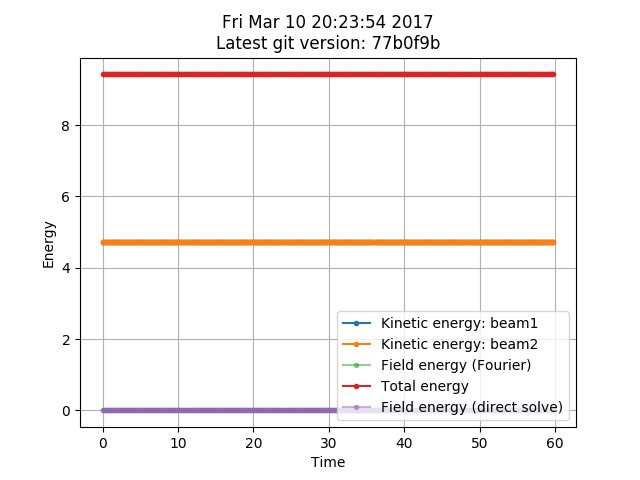 Fri Mar 10 20:23:54 2017
Latest git version: 77b0f9b
Energy
8
6
4
2
0
Kinetic energy: beam1
Kinetic energy: beam2
Field energy (Fourier)
Total energy
Field energy (direct solve)
0 10 20 30 40 50 60
Time